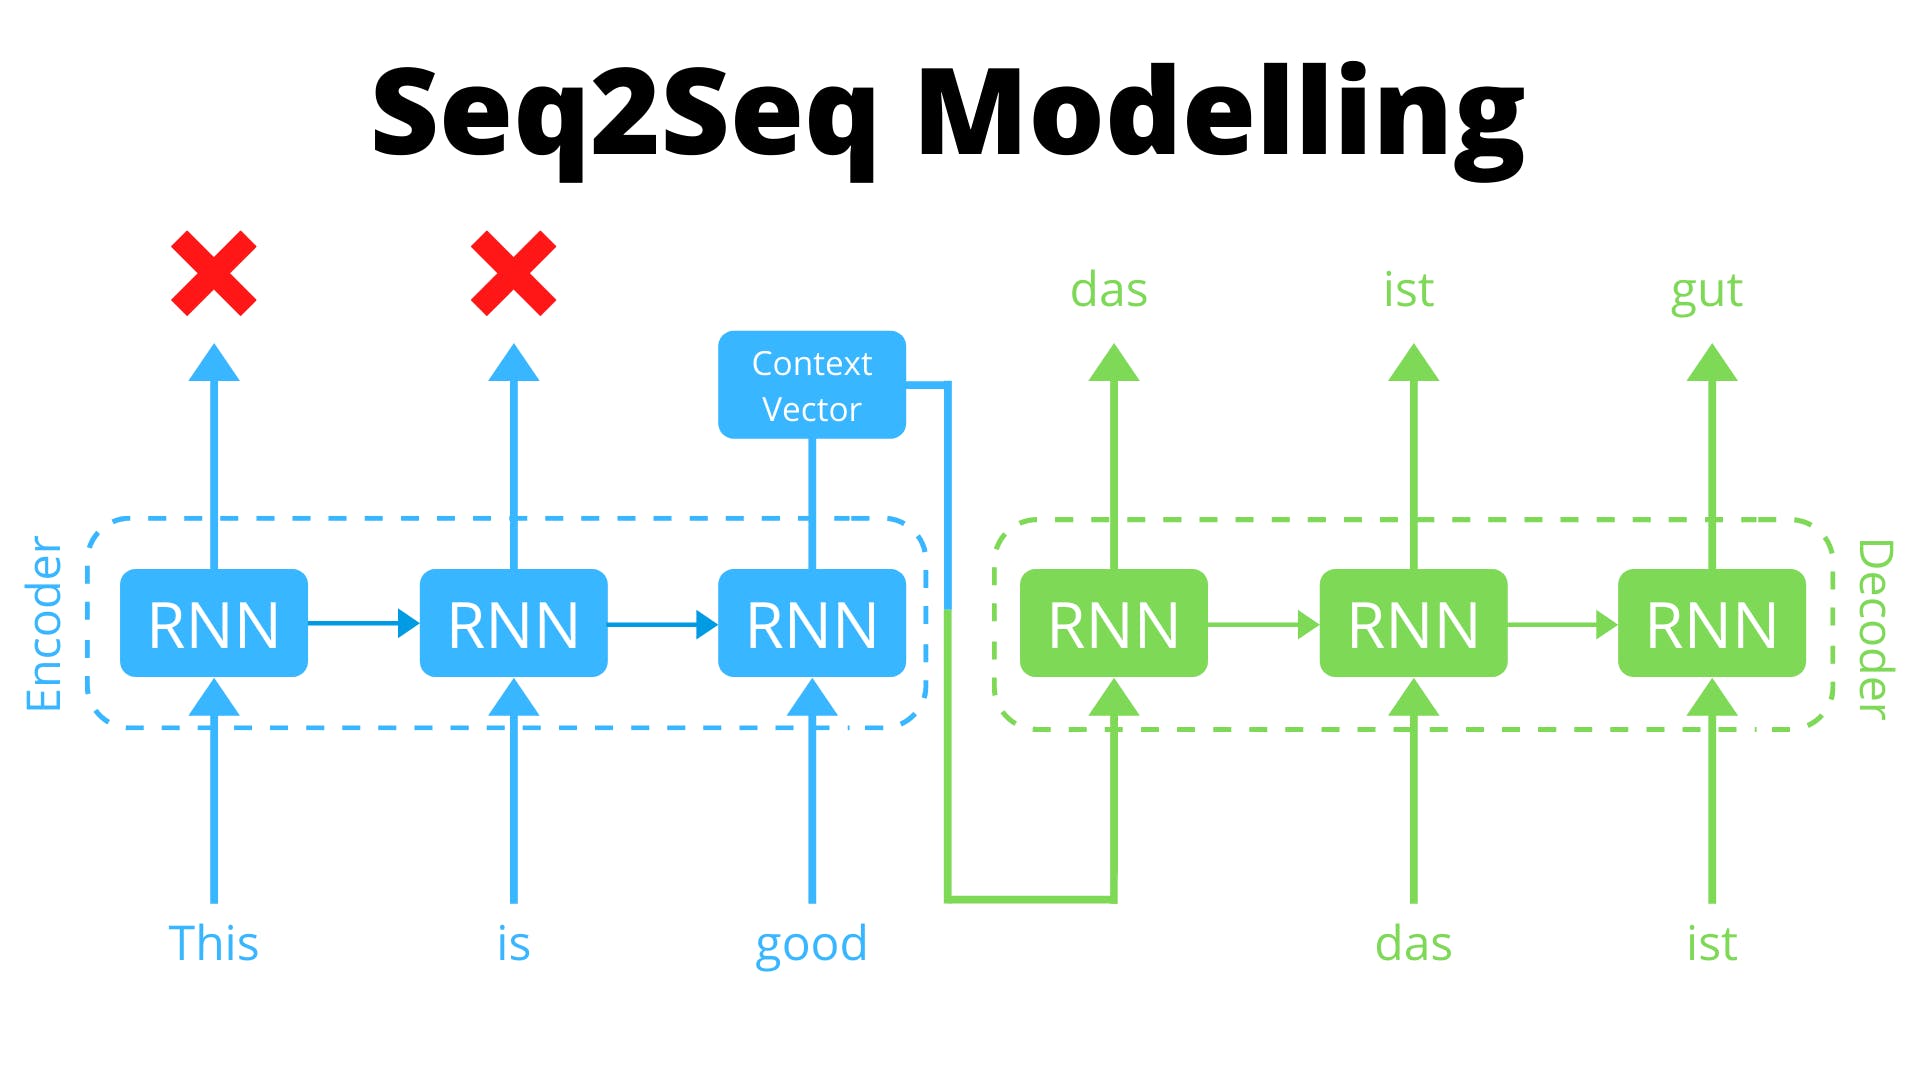 Seq2Seq Modelling
das ist gut
Context
Vector
Encoder
RNN RNN RNN RNN RNN RNN
Decoder
This is good das ist